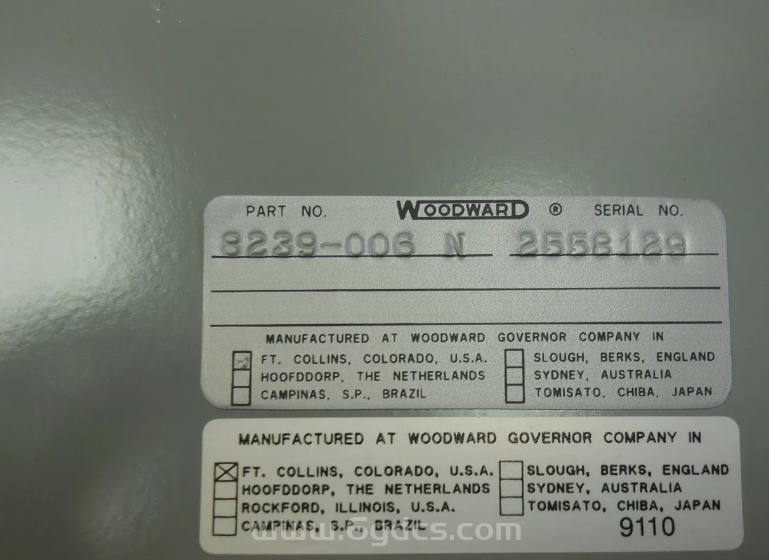 PART NO. WOODWARD ® SERIAL NO.
8239-006 N 2558129
MANUFACTURED AT WOODWARD GOVERNOR COMPANY IN
FT. COLLINS, COLORADO, U.S.A. SLOUGH, BERKS, ENGLAND
HOOFDDORP, THE NETHERLANDS SYDNEY, AUSTRALIA
CAMPINAS, S.P., BRAZIL TOMISATO, CHIBA, JAPAN
MANUFACTURED AT WOODWARD GOVERNOR COMPANY IN
FT. COLLINS, COLORADO, U.S.A. SLOUGH, BERKS, ENGLAND
HOOFDDORP, THE NETHERLANDS SYDNEY, AUSTRALIA
ROCKFORD, ILLINOIS, U.S.A. TOMISATO, CHIBA, JAPAN
CAMPINAS, S.P., BRAZIL 9110
www.5gdcs.com